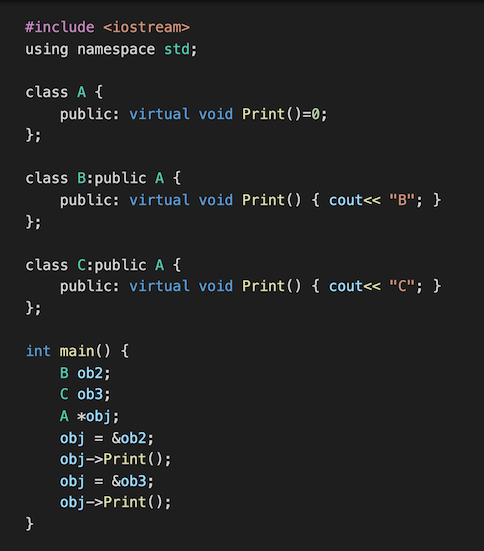 #include <iostream>
using namespace std;
class A {
public: virtual void Print()=0;
};
class B:public A {
public: virtual void Print() { cout<< "B"; }
};
class C:public A {
public: virtual void Print() { cout<< "C"; }
};
int main() {
B ob2;
C ob3;
A *obj;
obj = &ob2;
obj->Print();
obj = &ob3;
obj->Print();
}